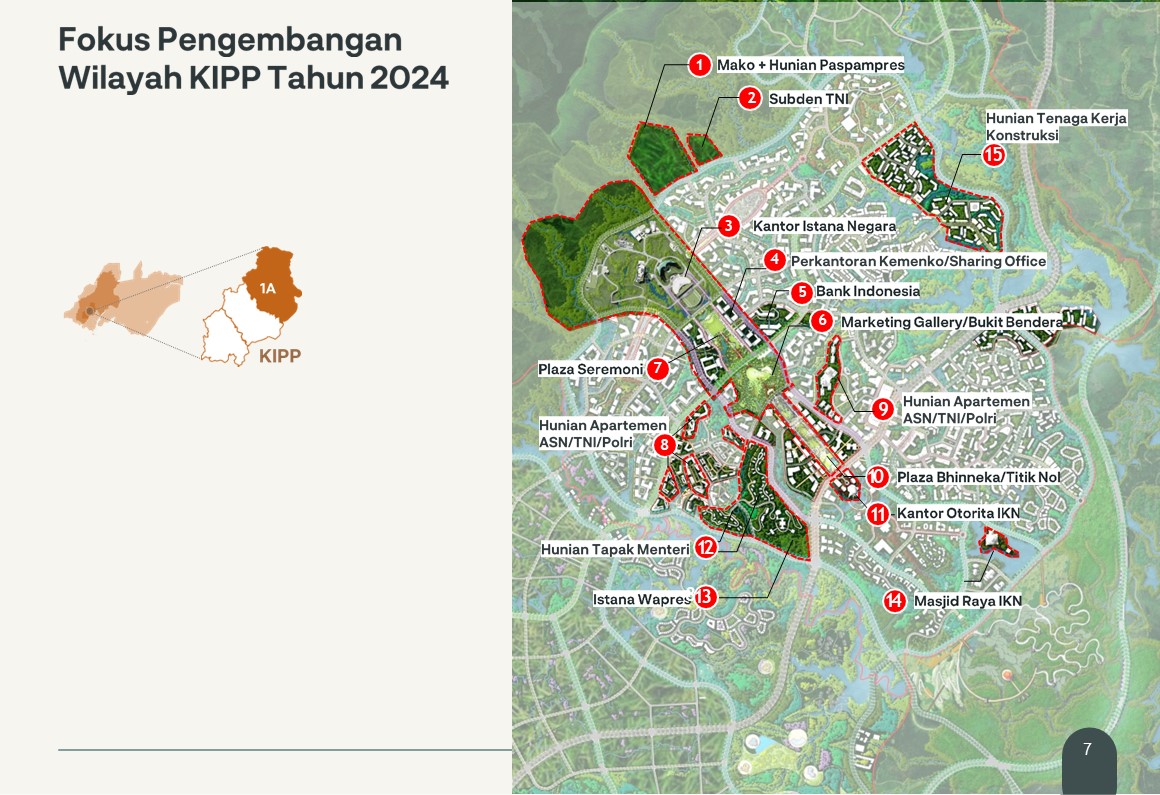 Fokus Pengembangan
Wilayah KIPP Tahun 2024
1A
KIPP
1 Mako + Hunian Paspampres
2 Subden TNI
Hunian Tenaga Kerja
Konstruksi
15
3 Kantor Istana Negara
4 Perkantoran Kemenko/Sharing Office
5 Bank Indonesia
6 Marketing Gallery/Bukit Bendera
Plaza Seremoni 7
Hunian Apartemen
ASN/TNI/Polri
8
9 Hunian Apartemen
ASN/TNI/Polri
10 Plaza Bhinneka/Titik Nol
11 Kantor Otorita IKN
Hunian Tapak Menteri 12
Istana Wapres 13
14 Masjid Raya IKN
7